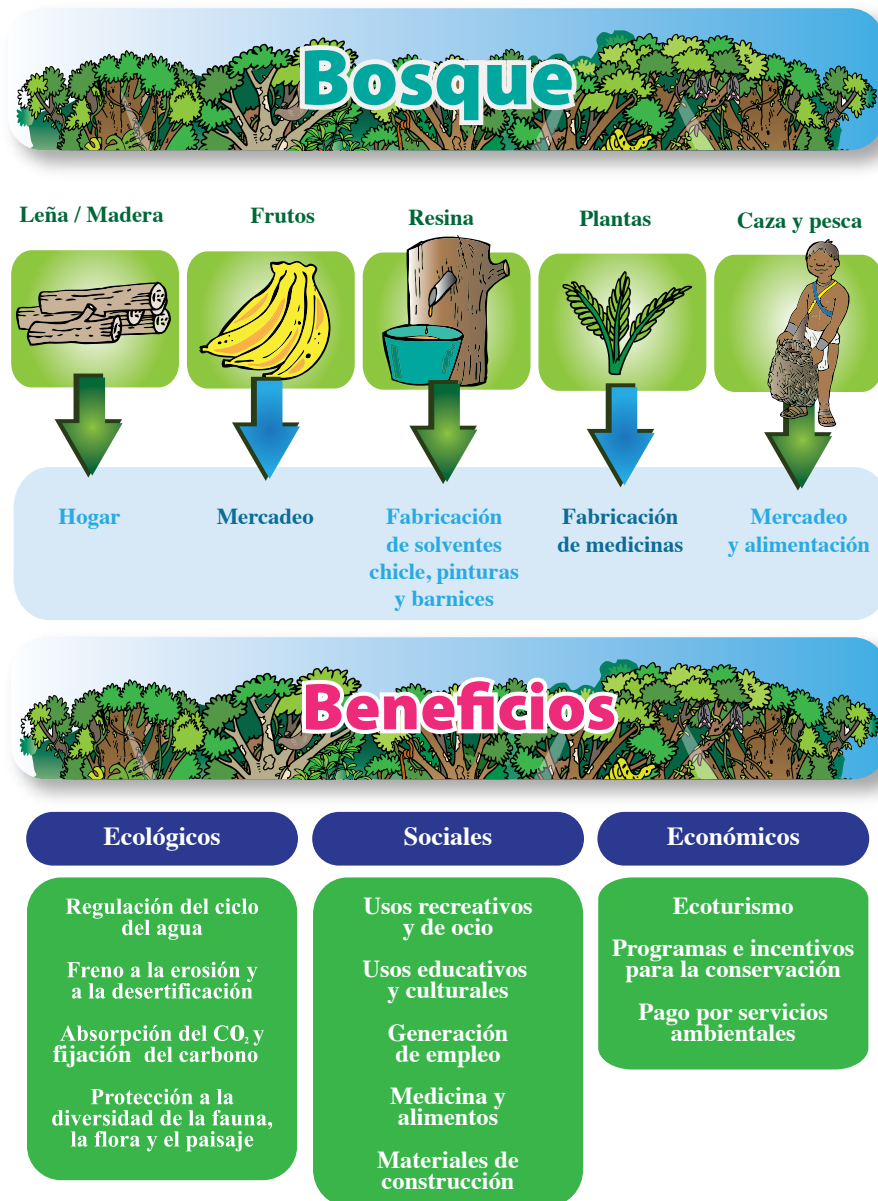 Bosque
Leña / Madera
Frutos
Resina
Plantas
Caza y pesca
Hogar
Mercadeo
Fabricación
de solventes
chicle, pinturas
y barnices
Fabricación
de medicinas
Mercadeo
y alimentación
Beneficios
Ecológicos
Regulación del ciclo
del agua
Freno a la erosión y
a la desertificación
Absorpción del CO₂ y
fijación del carbono
Protección a la
diversidad de la fauna,
la flora y el paisaje
Sociales
Usos recreativos
y de ocio
Usos educativos
y culturales
Generación
de empleo
Medicina y
alimentos
Materiales de
construcción
Económicos
Ecoturismo
Programas e incentivos
para la conservación
Pago por servicios
ambientales